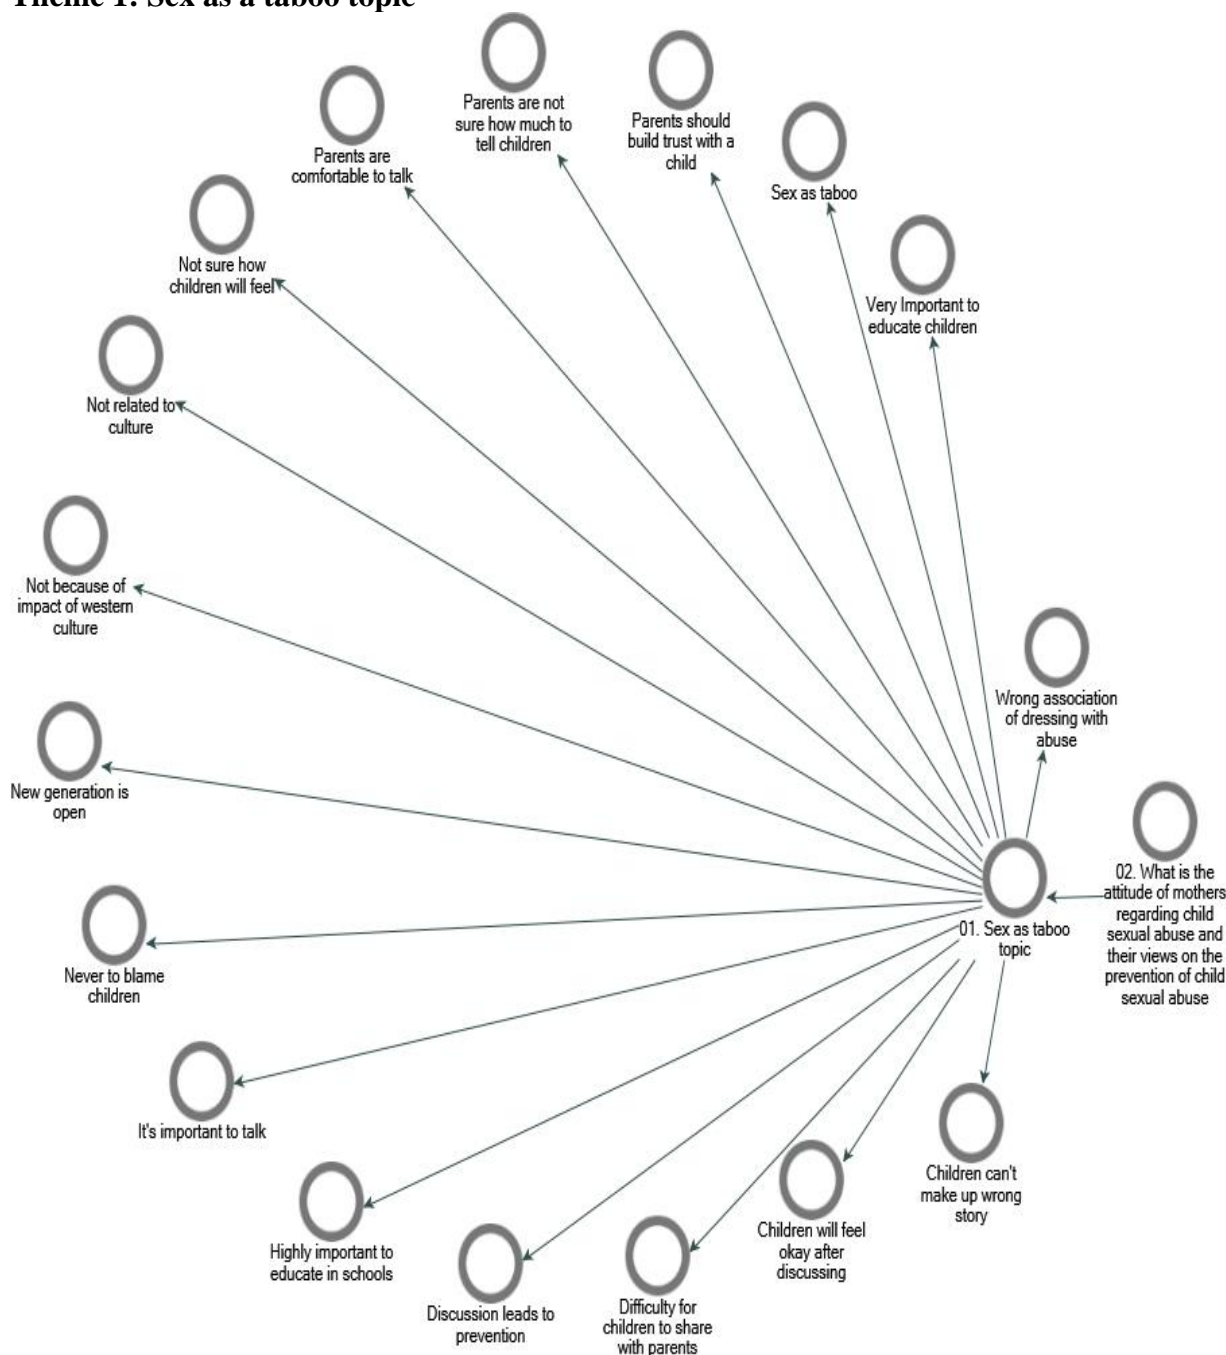 Theme 1: Sex as a taboo topic
Parents are not
sure how much to
tell children
Parents should
build trust with a
child
Parents are
comfortable to talk
Sex as taboo
Not sure how
children will feel
Very Important to
educate children
Not related to
culture
Not because of
impact of western
culture
Wrong association
of dressing with
abuse
New generation is
open
02. What is the
attitude of mothers
regarding child
sexual abuse and
their views on the
prevention of child
sexual abuse
01. Sex as taboo
topic
Never to blame
children
It's important to talk
Children can't
make up wrong
story
Highly important to
educate in schools
Children will feel
okay after
discussing
Discussion leads to
prevention
Difficulty for
children to share
with parents